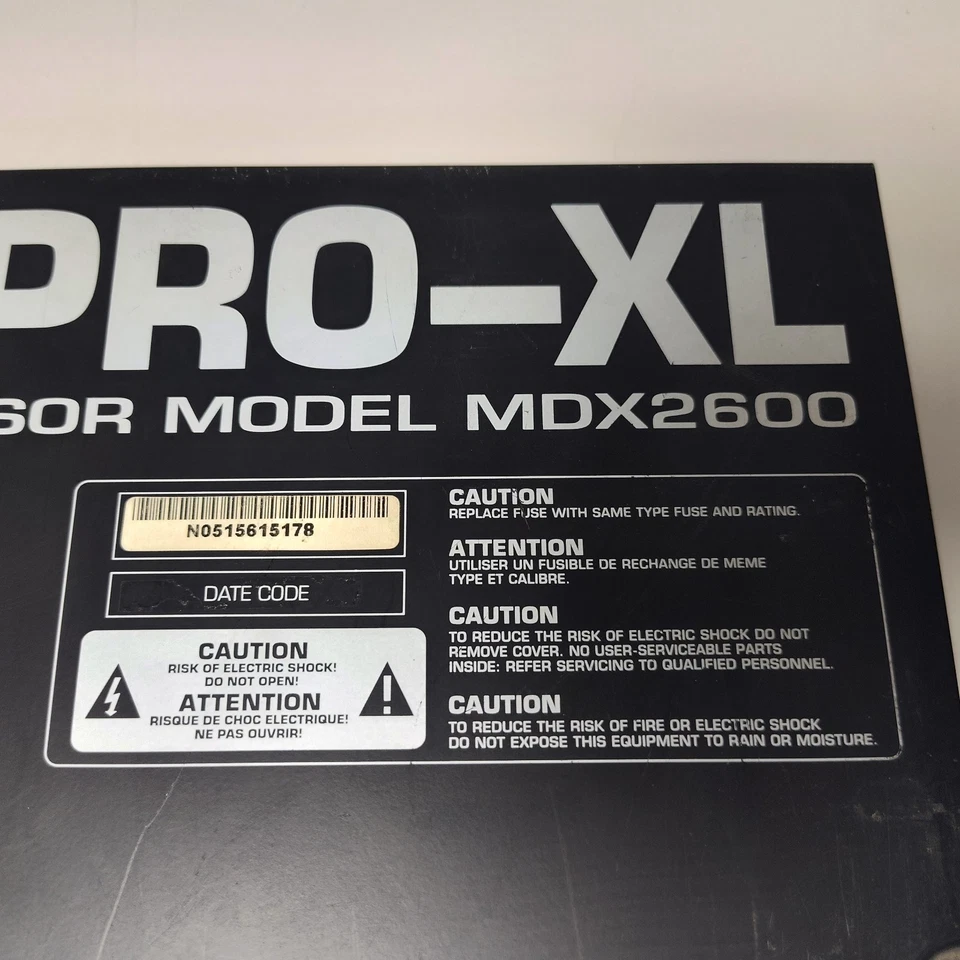 PRO-XL
SOR MODEL MDX2600
N0515615178
DATE CODE
CAUTION
RISK OF ELECTRIC SHOCK!
DO NOT OPEN!
ATTENTION
RISQUE DE CHOC ELECTRIQUE!
NE PAS OUVRIR!
CAUTION
REPLACE FUSE WITH SAME TYPE FUSE AND RATING.
ATTENTION
UTILISER UN FUSIBLE DE RECHANGE DE MEME
TYPE ET CALIBRE.
CAUTION
TO REDUCE THE RISK OF ELECTRIC SHOCK DO NOT
REMOVE COVER. NO USER-SERVICEABLE PARTS
INSIDE: REFER SERVICING TO QUALIFIED PERSONNEL.
CAUTION
TO REDUCE THE RISK OF FIRE OR ELECTRIC SHOCK
DO NOT EXPOSE THIS EQUIPMENT TO RAIN OR MOISTURE.